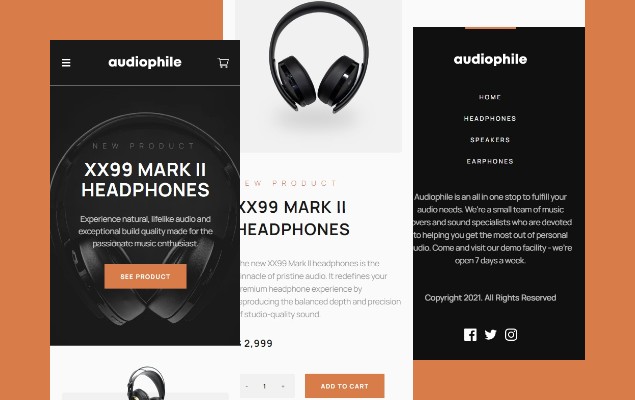 audiophile
NEW PRODUCT
XX99 MARK II
HEADPHONES
Experience natural, lifelike audio and
exceptional build quality made for the
passionate music enthusiast.
SEE PRODUCT
EW PRODUCT
XX99 MARK II
HEADPHONES
he new XX99 Mark II headphones is the
innacle of pristine audio. It redefines your
remium headphone experience by
eproducing the balanced depth and precision
f studio-quality sound.
2,999
- 1 +
ADD TO CART
audiophile
HOME
HEADPHONES
SPEAKERS
EARPHONES
Audiophile is an all in one stop to fulfill your
audio needs. We're a small team of music
overs and sound specialists who are devoted
to helping you get the most out of personal
udio. Come and visit our demo facility - we're
open 7 days a week.
Copyright 2021. All Rights Reserved